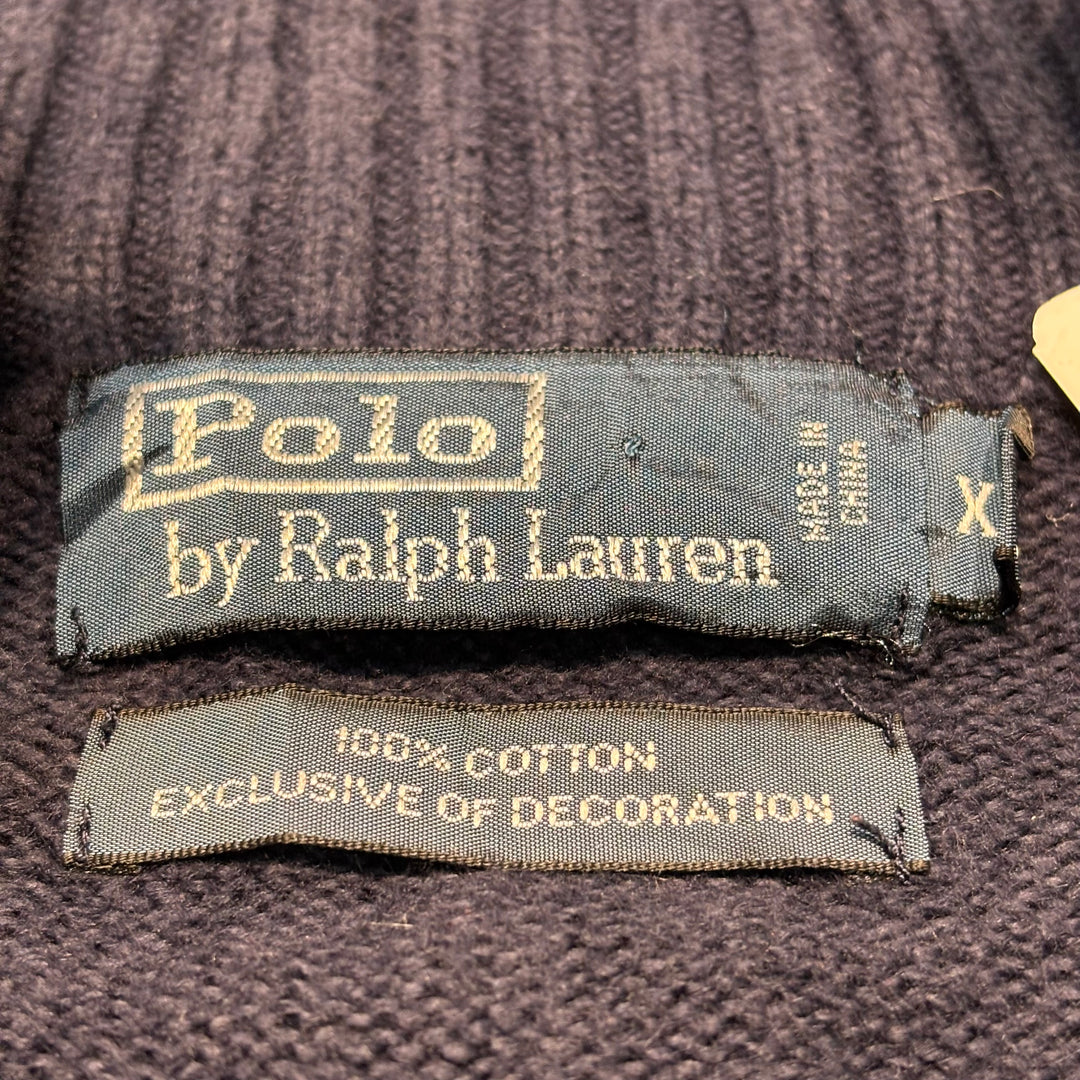 Polo
by Ralph Lauren
MADE IN
CHINA
X
100% COTTON
EXCLUSIVE OF DECORATION